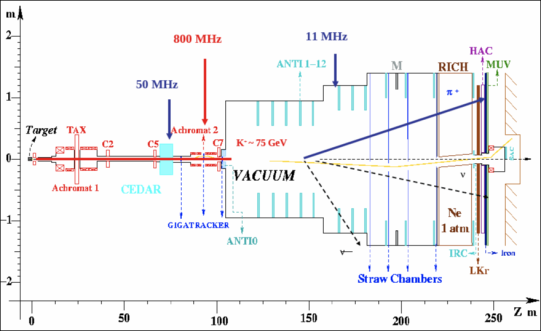 m
2
1
0
-1
-2
800 MHz
11 MHz
50 MHz
HAC
MUV
ANTI 1-12
M
RICH
Target
TAX
C2
C5
Achromat 2
C7
K⁺~ 75 GeV
π +
Achromat 1
CEDAR
VACUUM
ν
SAC
GIGATRACKER
ANTI0
Ne
1 atm
IRC
Iron
Straw Chambers
LKr
0
50
100
150
200
250
Z m